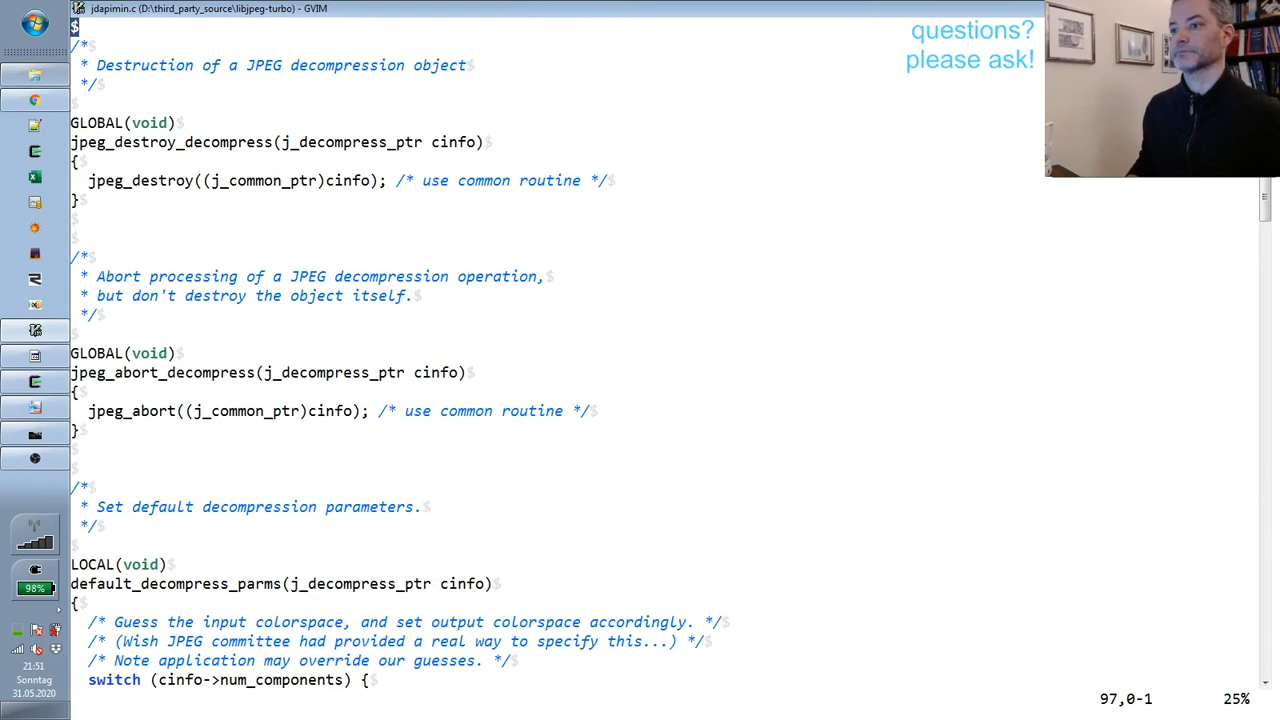 jdapimin.c (D:\third_party_source\libjpeg-turbo) - GVIM
questions?
please ask!
$
/*$
 * Destruction of a JPEG decompression object$
 */$
$
GLOBAL(void)$
jpeg_destroy_decompress(j_decompress_ptr cinfo)$
{$
  jpeg_destroy((j_common_ptr)cinfo); /* use common routine */$
}$
$
$
/*$
 * Abort processing of a JPEG decompression operation,$
 * but don't destroy the object itself.$
 */$
$
GLOBAL(void)$
jpeg_abort_decompress(j_decompress_ptr cinfo)$
{$
  jpeg_abort((j_common_ptr)cinfo); /* use common routine */$
}$
$
$
/*$
 * Set default decompression parameters.$
 */$
$
LOCAL(void)$
default_decompress_parms(j_decompress_ptr cinfo)$
{$
  /* Guess the input colorspace, and set output colorspace accordingly. */$
  /* (Wish JPEG committee had provided a real way to specify this...) */$
  /* Note application may override our guesses. */$
  switch (cinfo->num_components) {$
97,0-1 25%
98%
21:51
Sonntag
31.05.2020